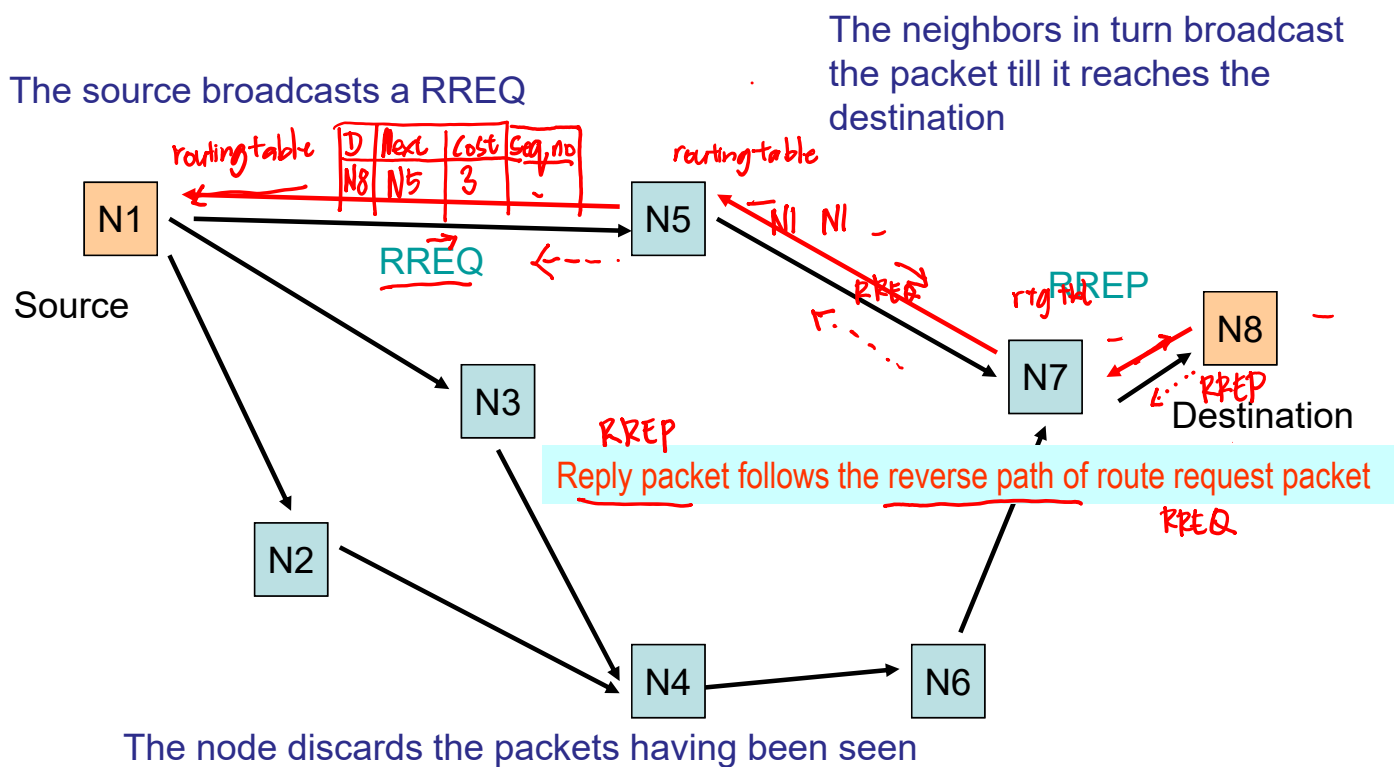 The neighbors in turn broadcast
the packet till it reaches the
destination
The source broadcasts a RREQ
routing table
D Next Cost Seq, no
N8 N5 3 -
routing table
N1
N5
N1 N1 -
RREQ
RREQ
rtg tbl
RREP
N8
-
Source
N7
RREP
Destination
N3
RREP
Reply packet follows the reverse path of route request packet
RREQ
N2
N4
N6
The node discards the packets having been seen